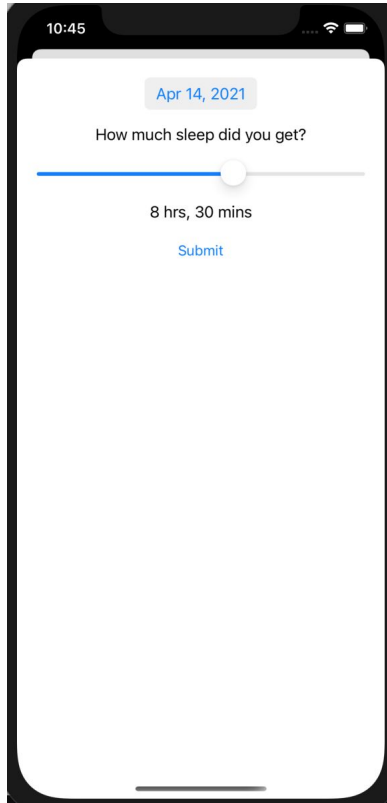 10:45
Apr 14, 2021
How much sleep did you get?
8 hrs, 30 mins
Submit